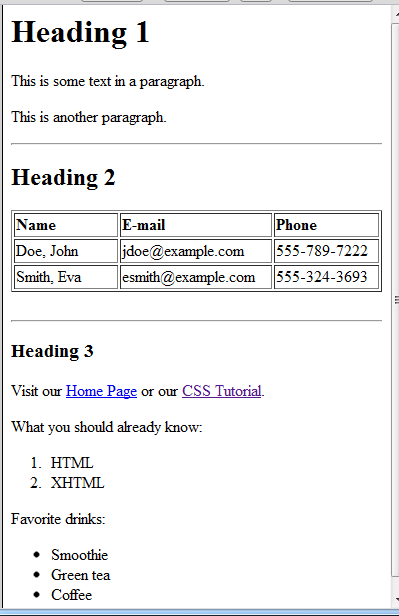 Heading 1
This is some text in a paragraph.
This is another paragraph.
Heading 2
Name E-mail Phone
Doe, John jdoe@example.com 555-789-7222
Smith, Eva esmith@example.com 555-324-3693
Heading 3
Visit our Home Page or our CSS Tutorial.
What you should already know:
1. HTML
2. XHTML
Favorite drinks:
• Smoothie
• Green tea
• Coffee